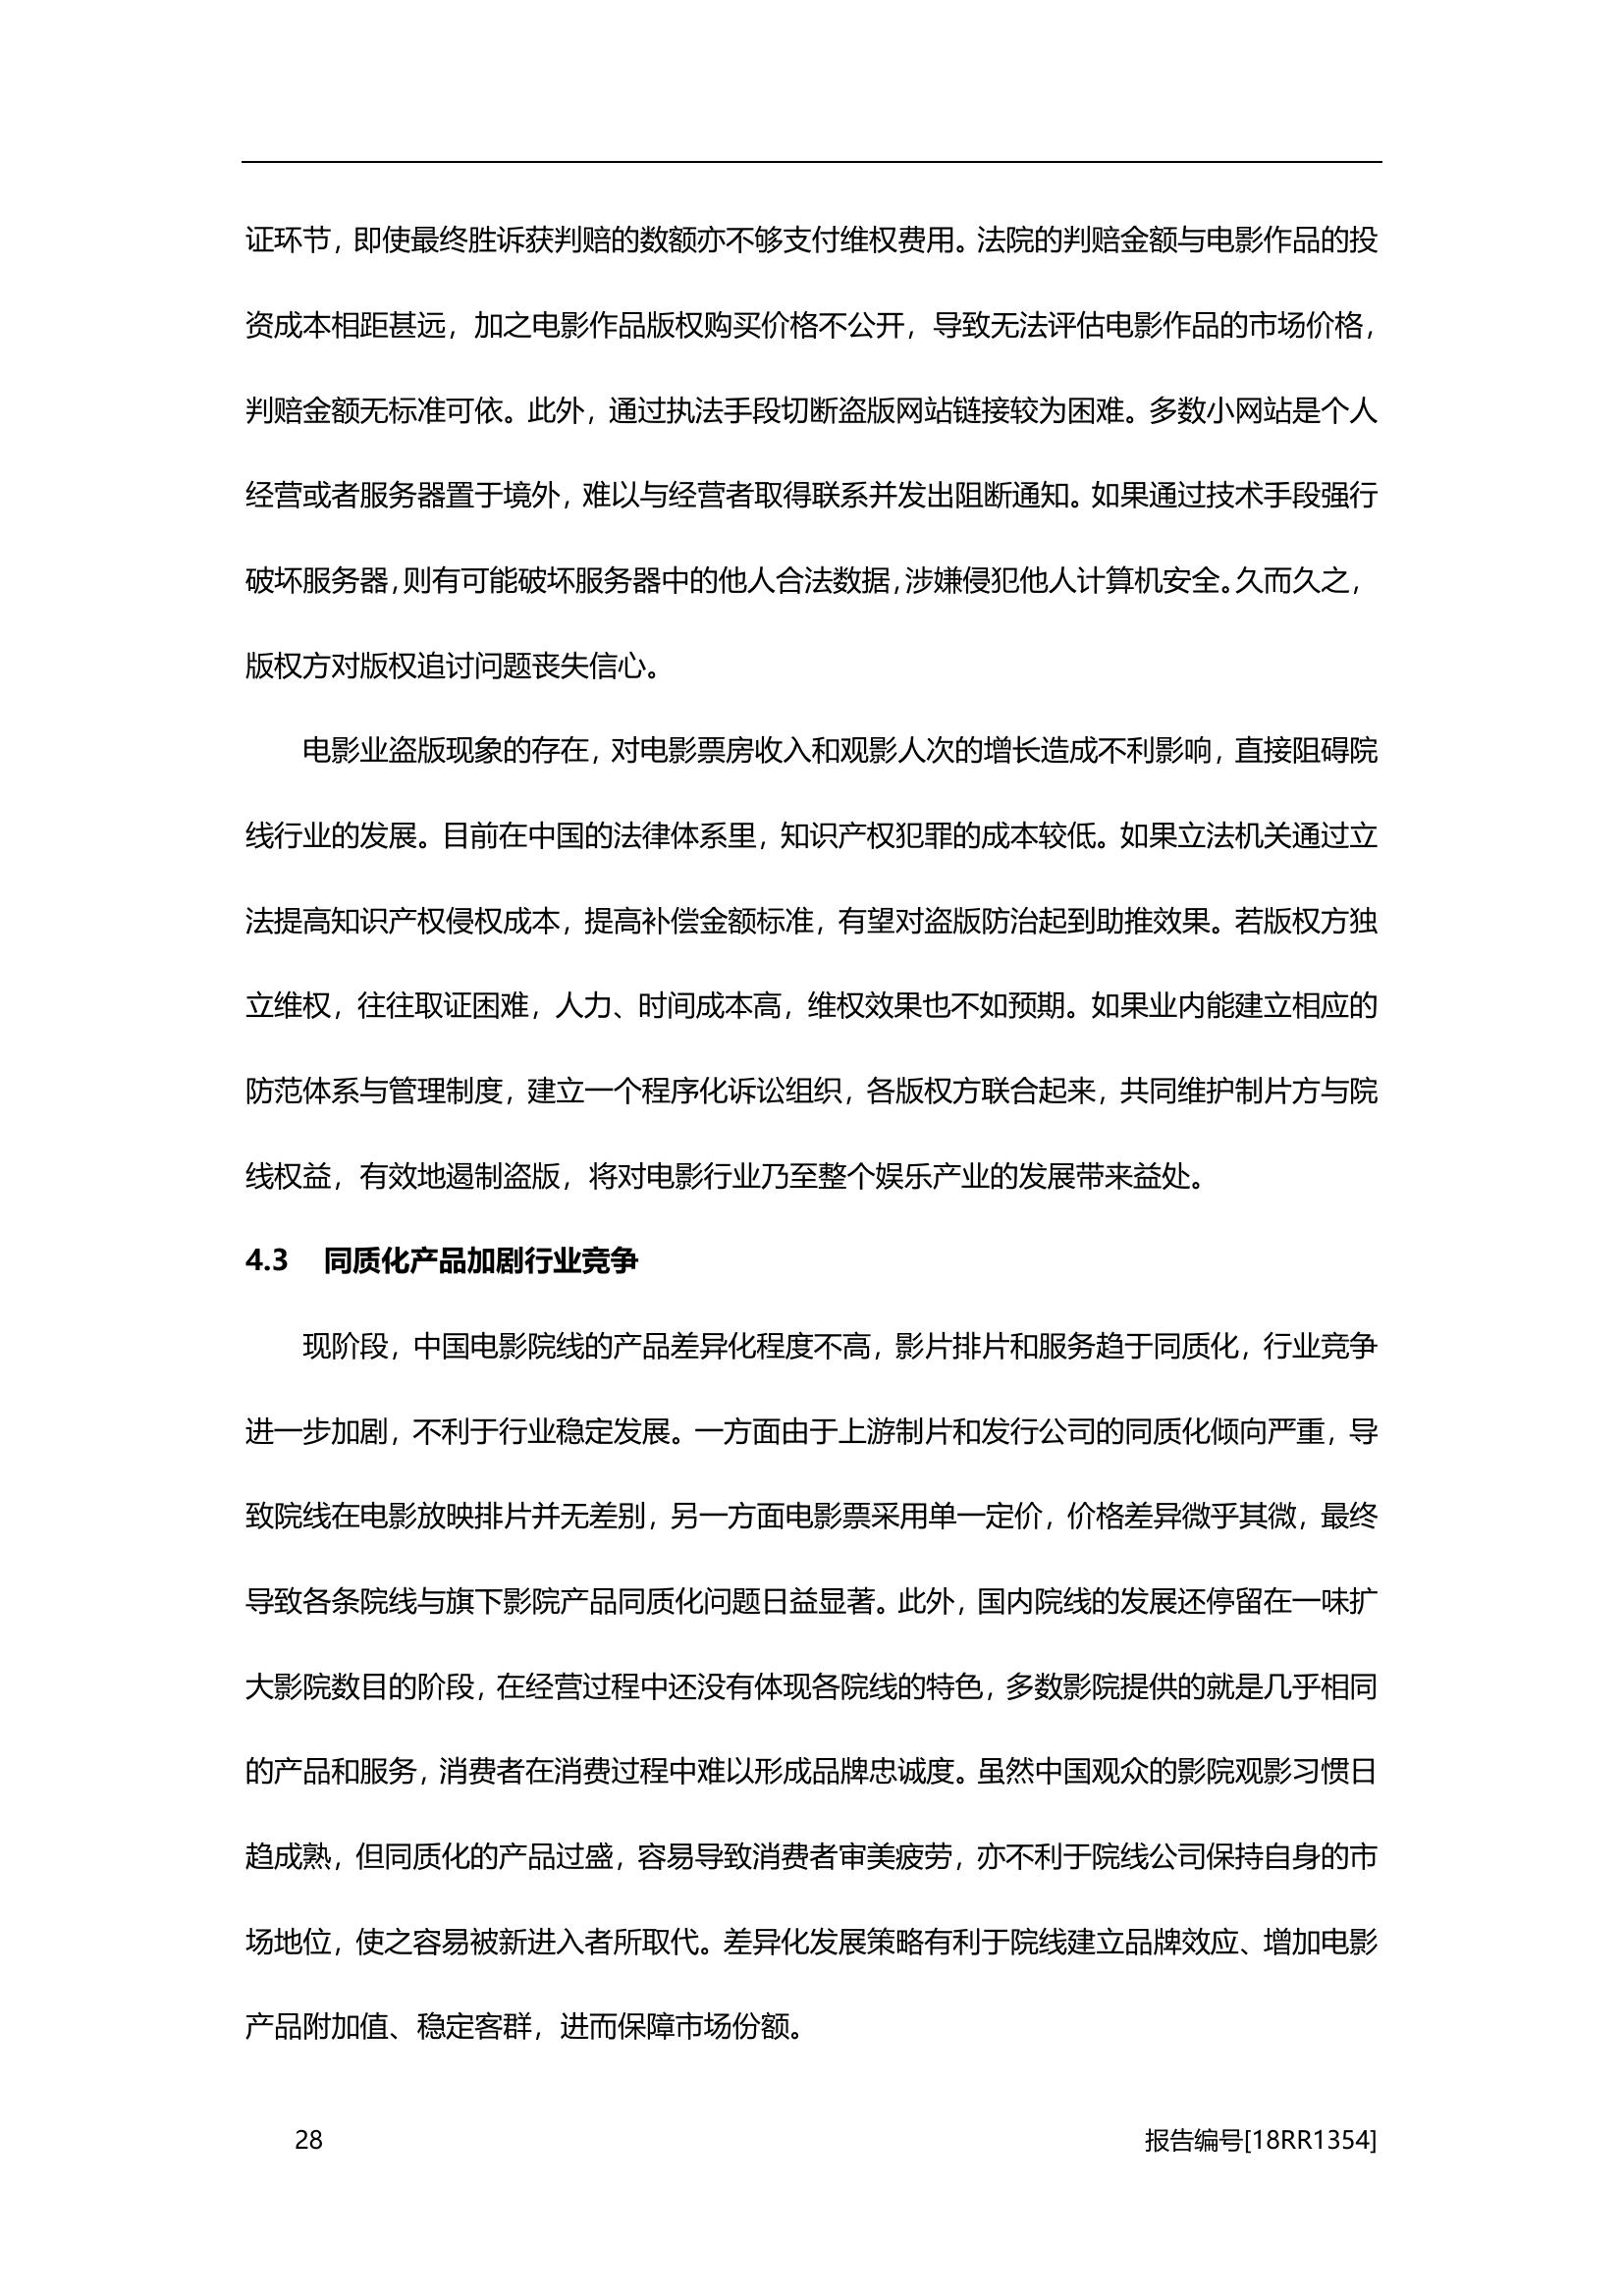 证环节，即使最终胜诉获判赔的数额亦不够支付维权费用。法院的判赔金额与电影作品的投
资成本相距甚远，加之电影作品版权购买价格不公开，导致无法评估电影作品的市场价格，
判赔金额无标准可依。此外，通过执法手段切断盗版网站链接较为困难。多数小网站是个人
经营或者服务器置于境外，难以与经营者取得联系并发出阻断通知。如果通过技术手段强行
破坏服务器，则有可能破坏服务器中的他人合法数据，涉嫌侵犯他人计算机安全。久而久之，
版权方对版权追讨问题丧失信心。
电影业盗版现象的存在，对电影票房收入和观影人次的增长造成不利影响，直接阻碍院
线行业的发展。目前在中国的法律体系里，知识产权犯罪的成本较低。如果立法机关通过立
法提高知识产权侵权成本，提高补偿金额标准，有望对盗版防治起到助推效果。若版权方独
立维权，往往取证困难，人力、时间成本高，维权效果也不如预期。如果业内能建立相应的
防范体系与管理制度，建立一个程序化诉讼组织，各版权方联合起来，共同维护制片方与院
线权益，有效地遏制盗版，将对电影行业乃至整个娱乐产业的发展带来益处。
4.3 同质化产品加剧行业竞争
现阶段，中国电影院线的产品差异化程度不高，影片排片和服务趋于同质化，行业竞争
进一步加剧，不利于行业稳定发展。一方面由于上游制片和发行公司的同质化倾向严重，导
致院线在电影放映排片并无差别，另一方面电影票采用单一定价，价格差异微乎其微，最终
导致各条院线与旗下影院产品同质化问题日益显著。此外，国内院线的发展还停留在一味扩
大影院数目的阶段，在经营过程中还没有体现各院线的特色，多数影院提供的就是几乎相同
的产品和服务，消费者在消费过程中难以形成品牌忠诚度。虽然中国观众的影院观影习惯日
趋成熟，但同质化的产品过盛，容易导致消费者审美疲劳，亦不利于院线公司保持自身的市
场地位，使之容易被新进入者所取代。差异化发展策略有利于院线建立品牌效应、增加电影
产品附加值、稳定客群，进而保障市场份额。
28 报告编号[18RR1354]